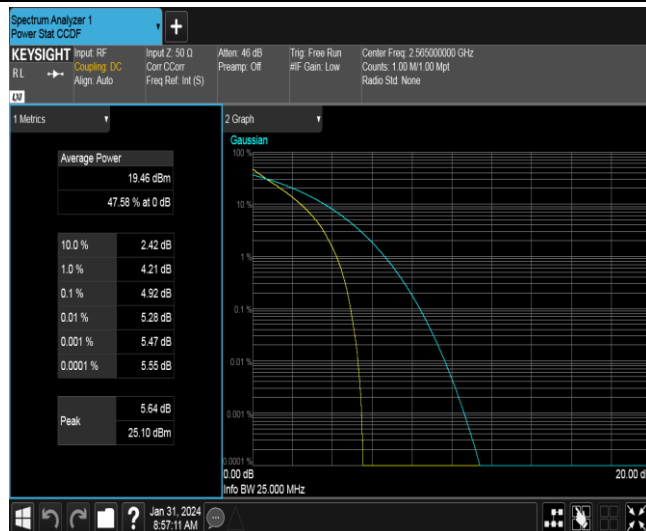 Spectrum Analyzer 1
Power Stat CCDF
+
KEYSIGHT
RL
Input: RF
Coupling: DC
Align: Auto
Input Z: 50 Ω
Corr CCorr
Freq Ref: Int (S)
Atten: 46 dB
Preamp: Off
Trig: Free Run
#IF Gain: Low
Center Freq: 2.565000000 GHz
Counts: 1.00 M/1.00 Mpt
Radio Std: None
1 Metrics
Average Power
19.46 dBm
47.58 % at 0 dB
10.0 % 2.42 dB
1.0 % 4.21 dB
0.1 % 4.92 dB
0.01 % 5.28 dB
0.001 % 5.47 dB
0.0001 % 5.55 dB
Peak
5.64 dB
25.10 dBm
2 Graph
Gaussian
100 %
10 %
1 %
0.1 %
0.01 %
0.001 %
0.0001 %
0.00 dB
20.00 d
Info BW 25.000 MHz
?
Jan 31, 2024
8:57:11 AM